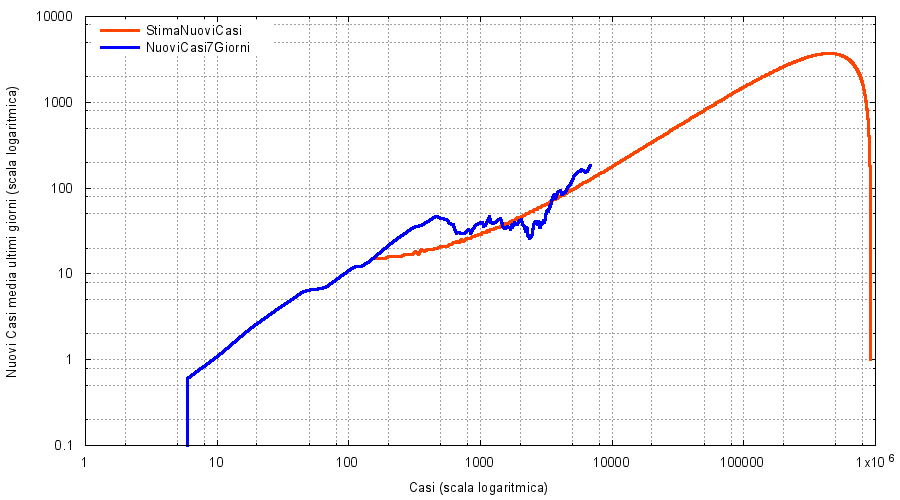 10000
1000
100
10
1
0.1
StimaNuoviCasi
NuoviCasi7Giorni
Nuovi Casi media ultimi giorni (scala logaritmica)
1 10 100 1000 10000 100000 1x10 6
Casi (scala logaritmica)